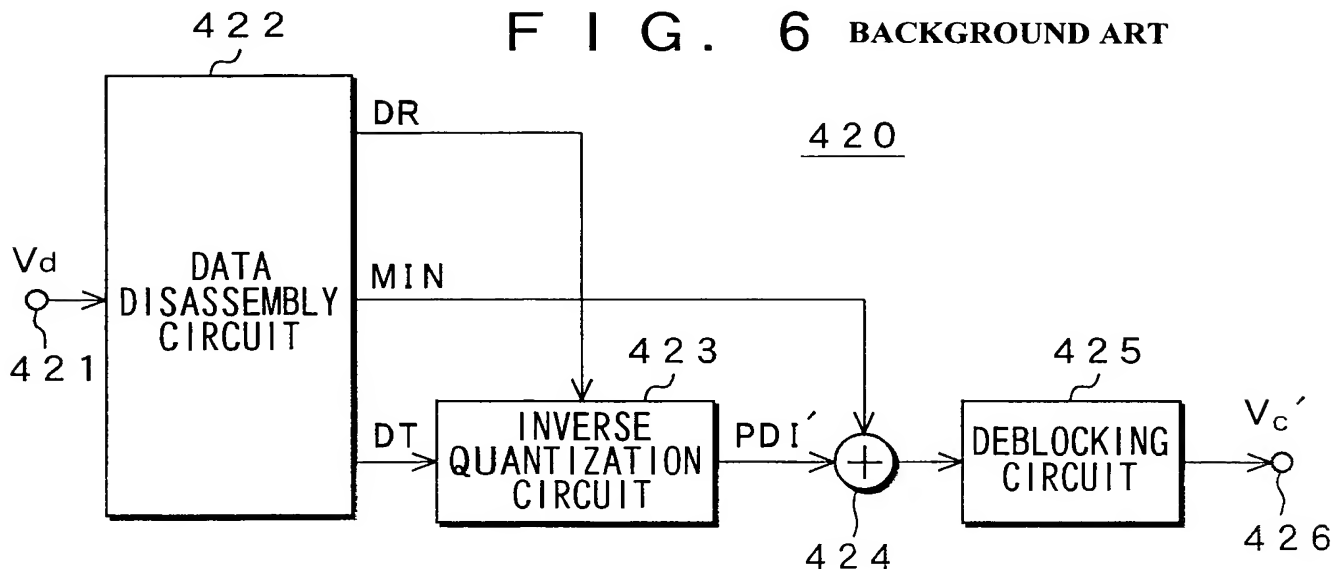 FIG. 6 BACKGROUND ART
422
420
DR
Vd
421
DATA
DISASSEMBLY
CIRCUIT
MIN
423
425
DT
INVERSE
QUANTIZATION
CIRCUIT
PDI′
424
DEBLOCKING
CIRCUIT
Vc′
426